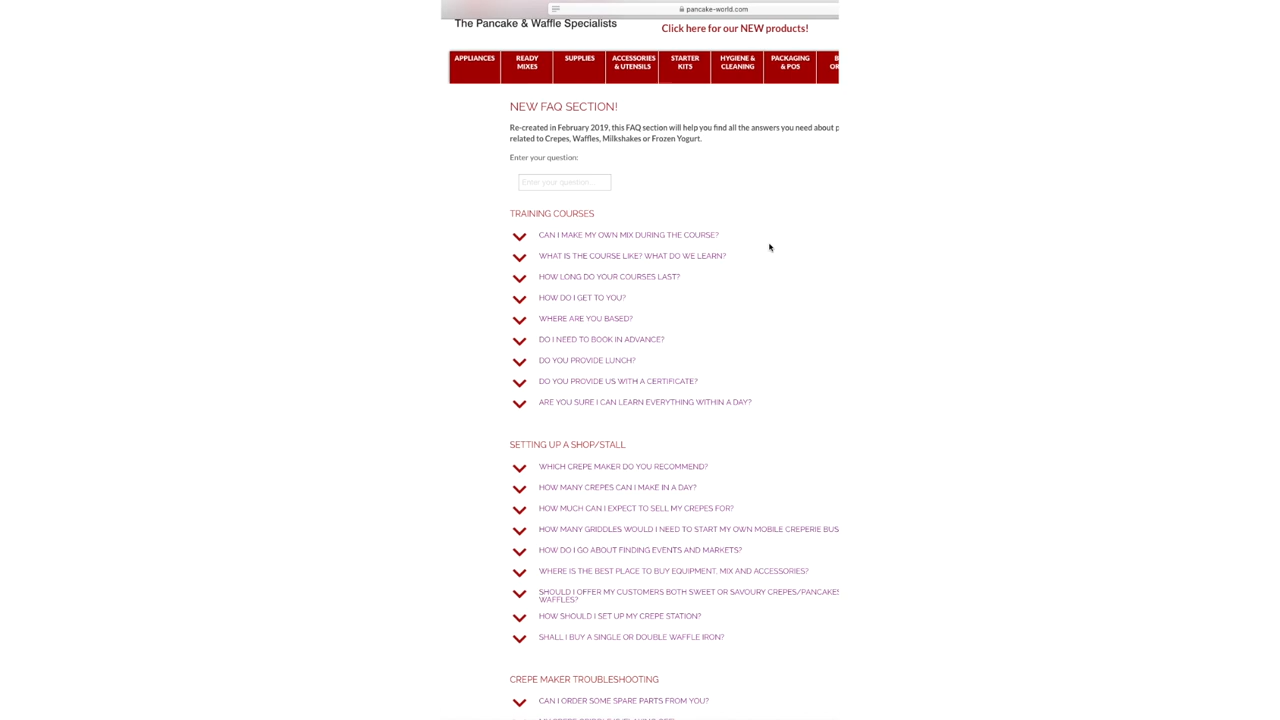 pancake-world.com
The Pancake & Waffle Specialists
Click here for our NEW products!
APPLIANCES
READY
MIXES
SUPPLIES
ACCESSORIES
& UTENSILS
STARTER
KITS
HYGIENE &
CLEANING
PACKAGING
& POS
NEW FAQ SECTION!
Re-created in February 2019, this FAQ section will help you find all the answers you need about
related to Crepes, Waffles, Milkshakes or Frozen Yogurt.
Enter your question:
Enter your question...
TRAINING COURSES
CAN I MAKE MY OWN MIX DURING THE COURSE?
WHAT IS THE COURSE LIKE? WHAT DO WE LEARN?
HOW LONG DO YOUR COURSES LAST?
HOW DO I GET TO YOU?
WHERE ARE YOU BASED?
DO I NEED TO BOOK IN ADVANCE?
DO YOU PROVIDE LUNCH?
DO YOU PROVIDE US WITH A CERTIFICATE?
ARE YOU SURE I CAN LEARN EVERYTHING WITHIN A DAY?
SETTING UP A SHOP/STALL
WHICH CREPE MAKER DO YOU RECOMMEND?
HOW MANY CREPES CAN I MAKE IN A DAY?
HOW MUCH CAN I EXPECT TO SELL MY CREPES FOR?
HOW MANY GRIDDLES WOULD I NEED TO START MY OWN MOBILE CREPERIE BUS
HOW DO I GO ABOUT FINDING EVENTS AND MARKETS?
WHERE IS THE BEST PLACE TO BUY EQUIPMENT, MIX AND ACCESSORIES?
SHOULD I OFFER MY CUSTOMERS BOTH SWEET OR SAVOURY CREPES/PANCAKES
WAFFLES?
HOW SHOULD I SET UP MY CREPE STATION?
SHALL I BUY A SINGLE OR DOUBLE WAFFLE IRON?
CREPE MAKER TROUBLESHOOTING
CAN I ORDER SOME SPARE PARTS FROM YOU?